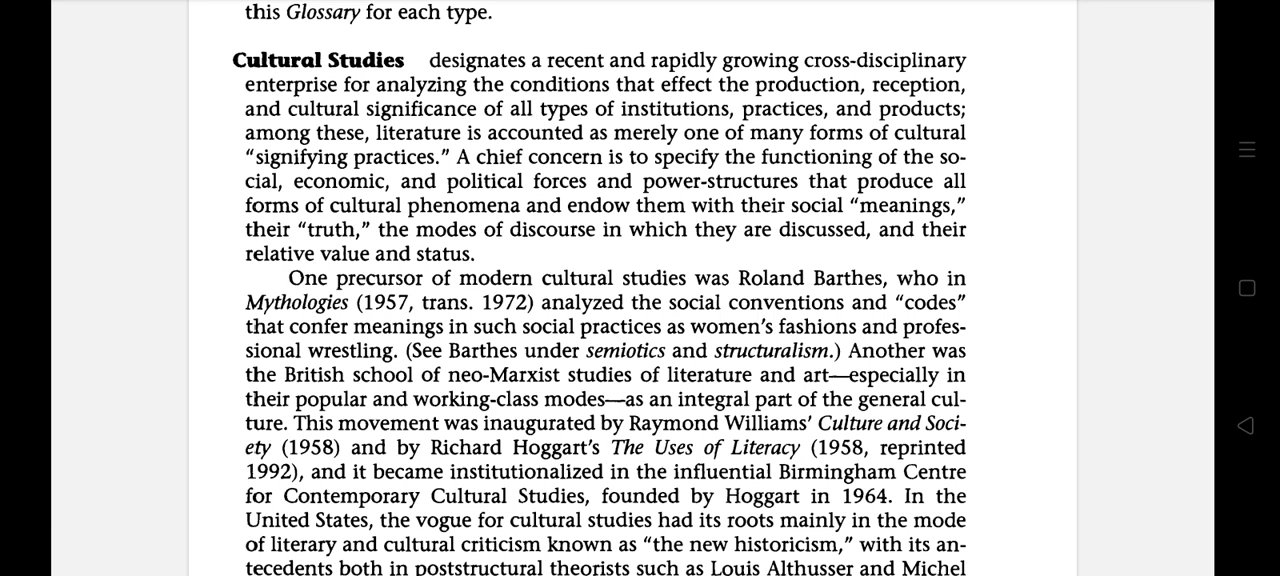 this Glossary for each type.
Cultural Studies designates a recent and rapidly growing cross-disciplinary
enterprise for analyzing the conditions that effect the production, reception,
and cultural significance of all types of institutions, practices, and products;
among these, literature is accounted as merely one of many forms of cultural
“signifying practices.” A chief concern is to specify the functioning of the so-
cial, economic, and political forces and power-structures that produce all
forms of cultural phenomena and endow them with their social “meanings,”
their “truth,” the modes of discourse in which they are discussed, and their
relative value and status.
One precursor of modern cultural studies was Roland Barthes, who in
Mythologies (1957, trans. 1972) analyzed the social conventions and “codes”
that confer meanings in such social practices as women’s fashions and profes-
sional wrestling. (See Barthes under semiotics and structuralism.) Another was
the British school of neo-Marxist studies of literature and art—especially in
their popular and working-class modes—as an integral part of the general cul-
ture. This movement was inaugurated by Raymond Williams’ Culture and Soci-
ety (1958) and by Richard Hoggart’s The Uses of Literacy (1958, reprinted
1992), and it became institutionalized in the influential Birmingham Centre
for Contemporary Cultural Studies, founded by Hoggart in 1964. In the
United States, the vogue for cultural studies had its roots mainly in the mode
of literary and cultural criticism known as “the new historicism,” with its an-
tecedents both in poststructural theorists such as Louis Althusser and Michel